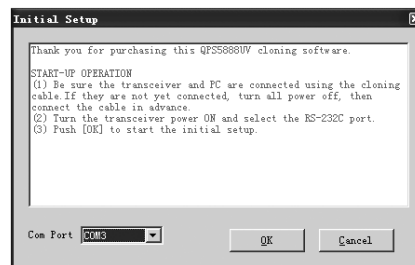 Initial Setup
Thank you for purchasing this QPS5888UV cloning software.
START-UP OPERATION
(1) Be sure the transceiver and PC are connected using the cloning
cable.If they are not yet connected, turn all power off, then
connect the cable in advance.
(2) Turn the transceiver power ON and select the RS-232C port.
(3) Push [OK] to start the initial setup.
Com Port COM3
OK Cancel